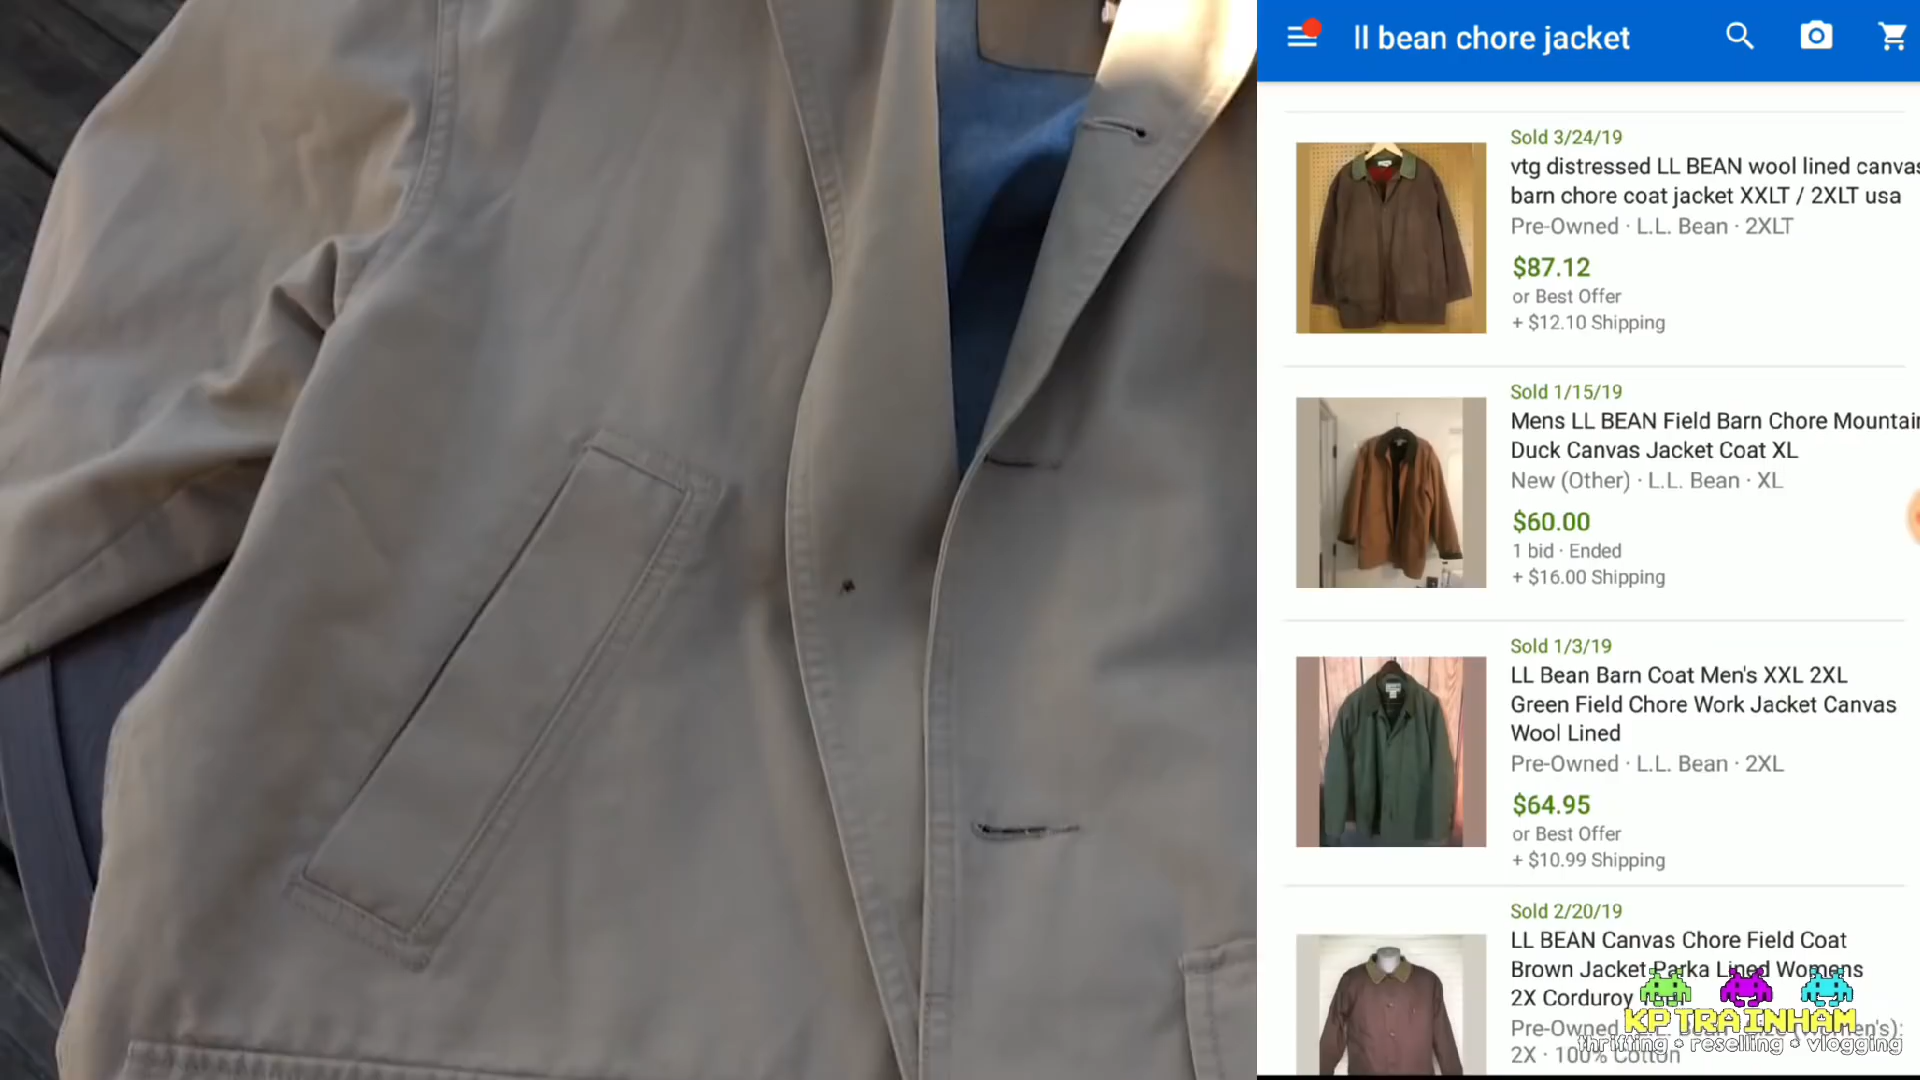 ll bean chore jacket
Sold 3/24/19
vtg distressed LL BEAN wool lined canvas
barn chore coat jacket XXLT / 2XLT usa
Pre-Owned · L.L. Bean · 2XLT
$87.12
or Best Offer
+ $12.10 Shipping
Sold 1/15/19
Mens LL BEAN Field Barn Chore Mountain
Duck Canvas Jacket Coat XL
New (Other) · L.L. Bean · XL
$60.00
1 bid · Ended
+ $16.00 Shipping
Sold 1/3/19
LL Bean Barn Coat Men's XXL 2XL
Green Field Chore Work Jacket Canvas
Wool Lined
Pre-Owned · L.L. Bean · 2XL
$64.95
or Best Offer
+ $10.99 Shipping
Sold 2/20/19
LL BEAN Canvas Chore Field Coat
Brown Jacket Parka Lined Womens
2X Corduroy
Pre-Owned
2X · 100% Cotton
KPTRAINHAM
thrifting • reselling • vlogging